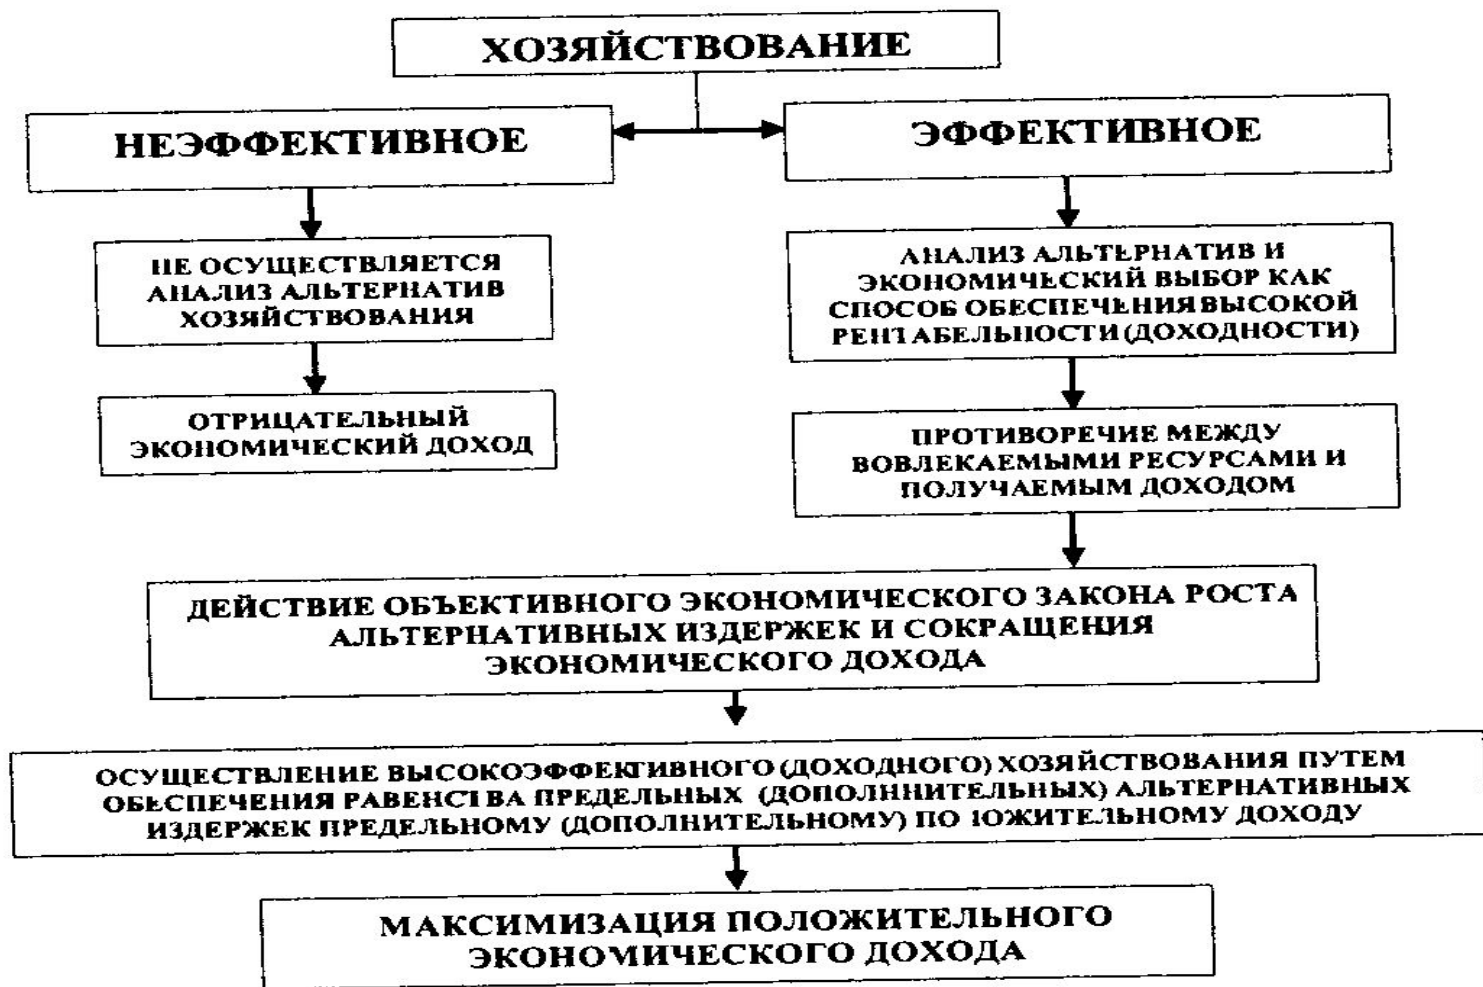 ХОЗЯЙСТВОВАНИЕ
НЕЭФФЕКТИВНОЕ
ЭФФЕКТИВНОЕ
НЕ ОСУЩЕСТВЛЯЕТСЯ
АНАЛИЗ АЛЬТЕРНАТИВ
ХОЗЯЙСТВОВАНИЯ
ОТРИЦАТЕЛЬНЫЙ
ЭКОНОМИЧЕСКИЙ ДОХОД
АНАЛИЗ АЛЬТЕРНАТИВ И
ЭКОНОМИЧЕСКИЙ ВЫБОР КАК
СПОСОБ ОБЕСПЕЧЕНИЯ ВЫСОКОЙ
РЕНТАБЕЛЬНОСТИ (ДОХОДНОСТИ)
ПРОТИВОРЕЧИЕ МЕЖДУ
ВОВЛЕКАЕМЫМИ РЕСУРСАМИ И
ПОЛУЧАЕМЫМ ДОХОДОМ
ДЕЙСТВИЕ ОБЪЕКТИВНОГО ЭКОНОМИЧЕСКОГО ЗАКОНА РОСТА
АЛЬТЕРНАТИВНЫХ ИЗДЕРЖЕК И СОКРАЩЕНИЯ
ЭКОНОМИЧЕСКОГО ДОХОДА
ОСУЩЕСТВЛЕНИЕ ВЫСОКОЭФФЕКТИВНОГО (ДОХОДНОГО) ХОЗЯЙСТВОВАНИЯ ПУТЕМ
ОБЕСПЕЧЕНИЯ РАВЕНСТВА ПРЕДЕЛЬНЫХ (ДОПОЛННИТЕЛЬНЫХ) АЛЬТЕРНАТИВНЫХ
ИЗДЕРЖЕК ПРЕДЕЛЬНОМУ (ДОПОЛНИТЕЛЬНОМУ) ПОЛОЖИТЕЛЬНОМУ ДОХОДУ
МАКСИМИЗАЦИЯ ПОЛОЖИТЕЛЬНОГО
ЭКОНОМИЧЕСКОГО ДОХОДА